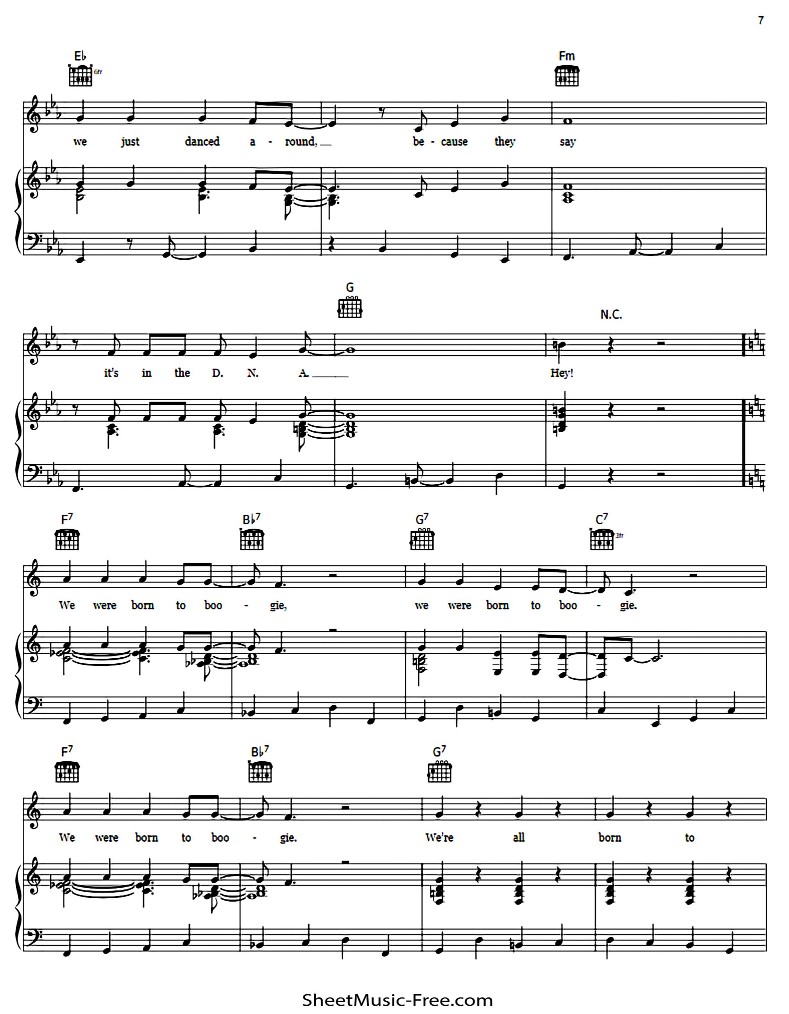 7
E♭ Fm
6fr
we just danced a - round, be - cause they say
G N.C.
it's in the D. N. A. Hey!
F7 B♭7 G7 C7
3fr
We were born to boo - gie, we were born to boo - gie.
F7 B♭7 G7
We were born to boo - gie. We're all born to
SheetMusic-Free.com